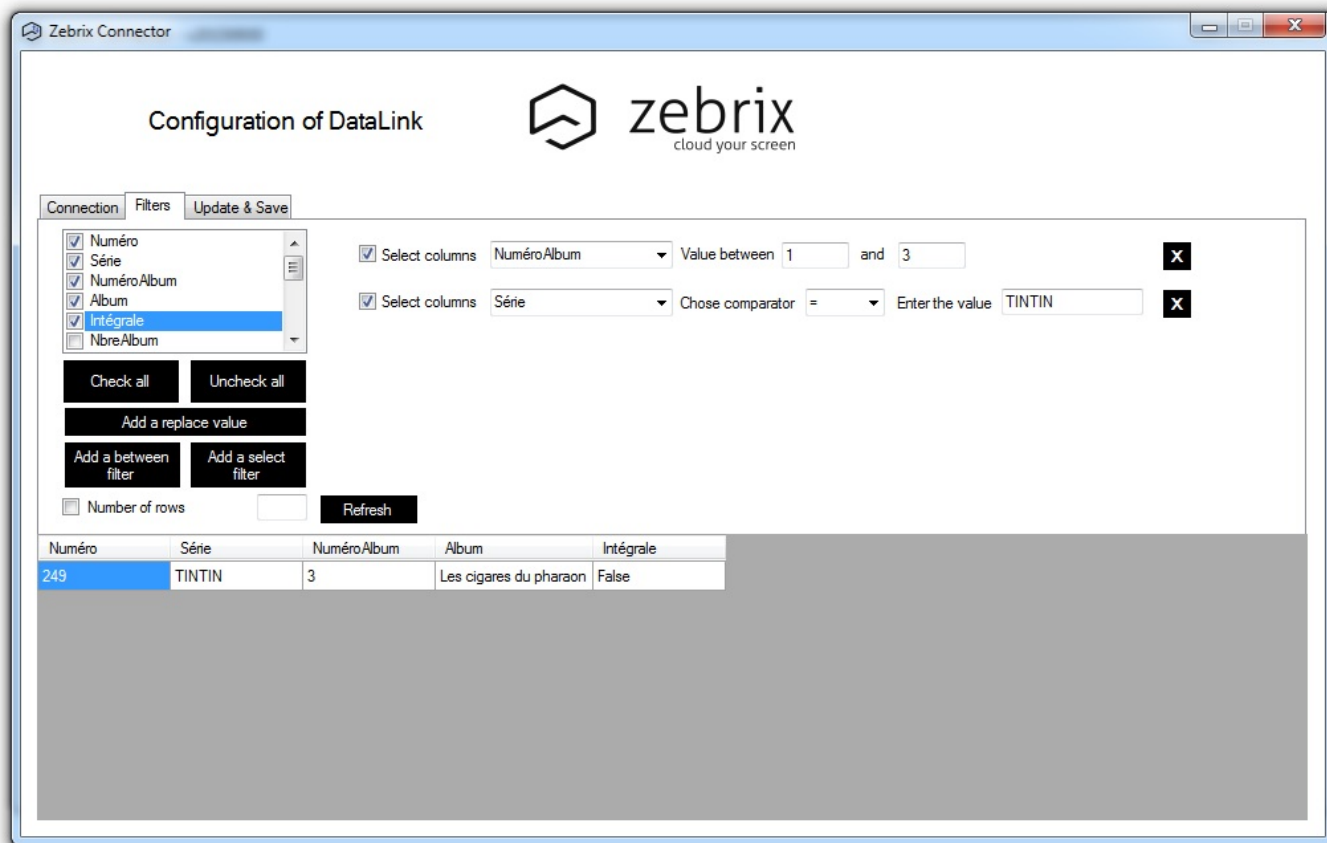 Zebrix Connector
Configuration of DataLink
zebrix
cloud your screen
Connection Filters Update & Save
Numéro
Série
NuméroAlbum
Album
Intégrale
NbreAlbum
Select columns NuméroAlbum Value between 1 and 3 X
Select columns Série Chose comparator = Enter the value TINTIN X
Check all Uncheck all
Add a replace value
Add a between filter Add a select filter
Number of rows Refresh
Numéro Série NuméroAlbum Album Intégrale
249 TINTIN 3 Les cigares du pharaon False